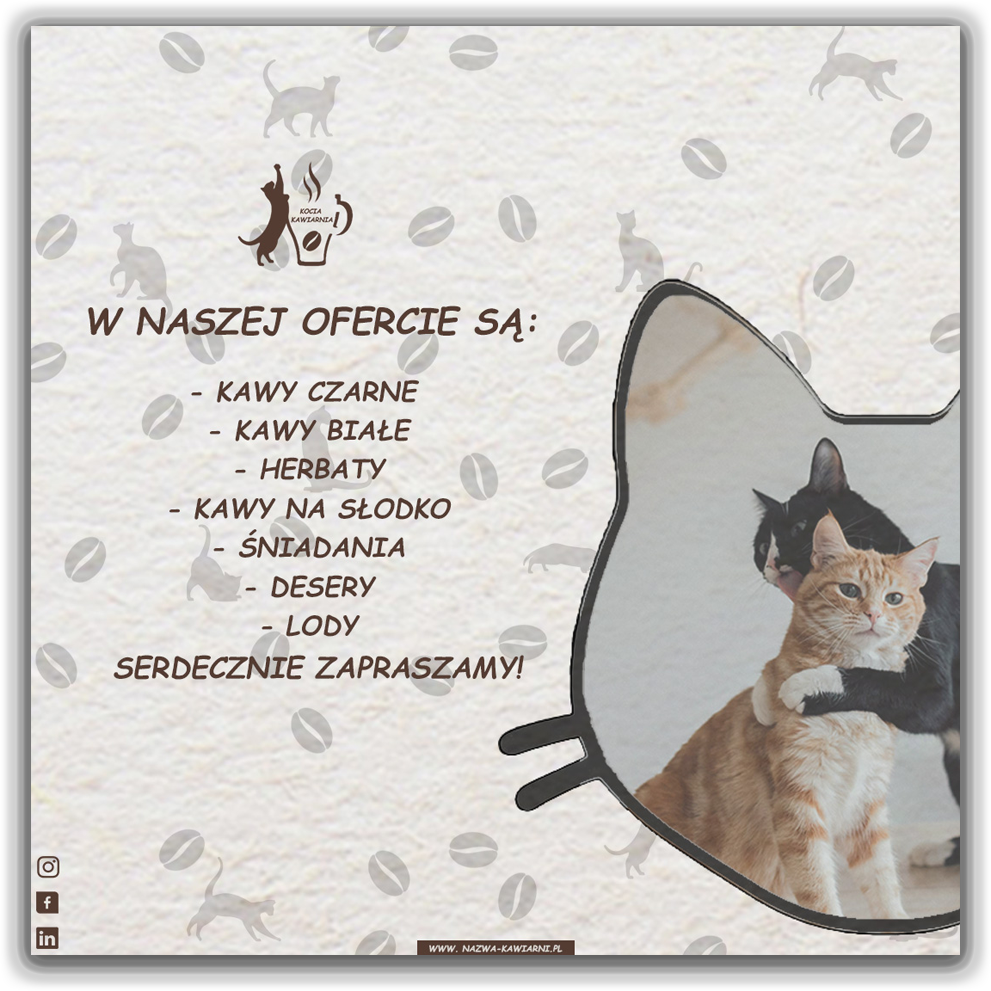 KOCIA
KAWIARNIA
W NASZEJ OFERCIE SĄ:
- KAWY CZARNE
- KAWY BIAŁE
- HERBATY
- KAWY NA SŁODKO
- ŚNIADANIA
- DESERY
- LODY
SERDECZNIE ZAPRASZAMY!
WWW. NAZWA-KAWIARNI.PL